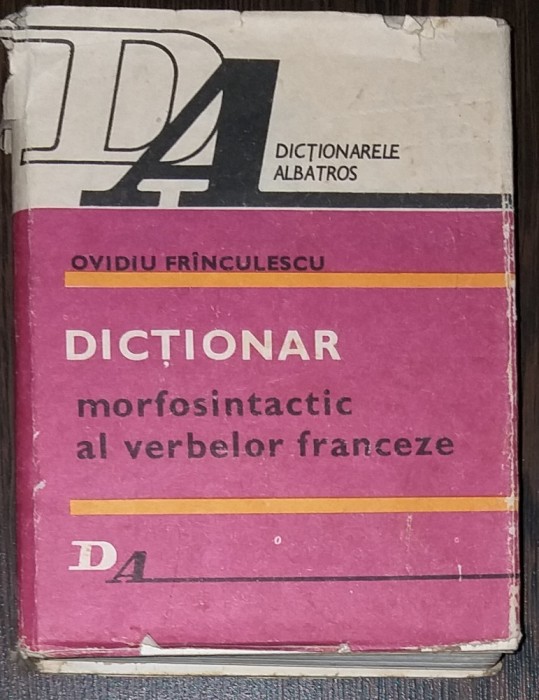 DA
DICȚIONARELE
ALBATROS
OVIDIU FRÎNCULESCU
DICȚIONAR
morfosintactic
al verbelor franceze
DA